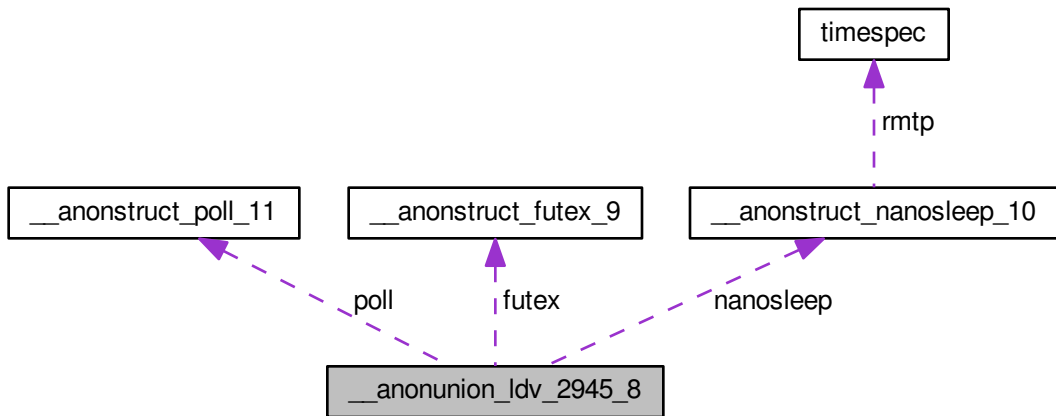 timespec
rmtp
__anonstruct_poll_11
__anonstruct_futex_9
__anonstruct_nanosleep_10
poll
futex
nanosleep
__anonunion_ldv_2945_8